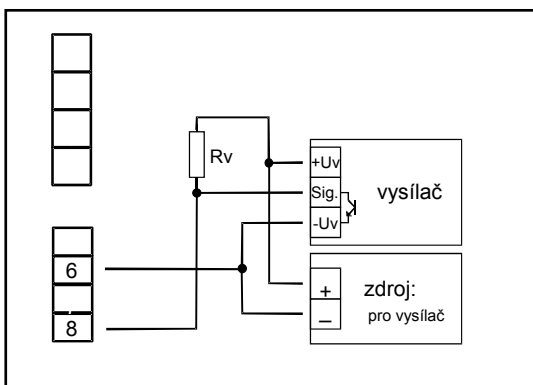 Rv
+Uv
Sig.
-Uv
vysílač
6
8
+
–
zdroj:
pro vysílač